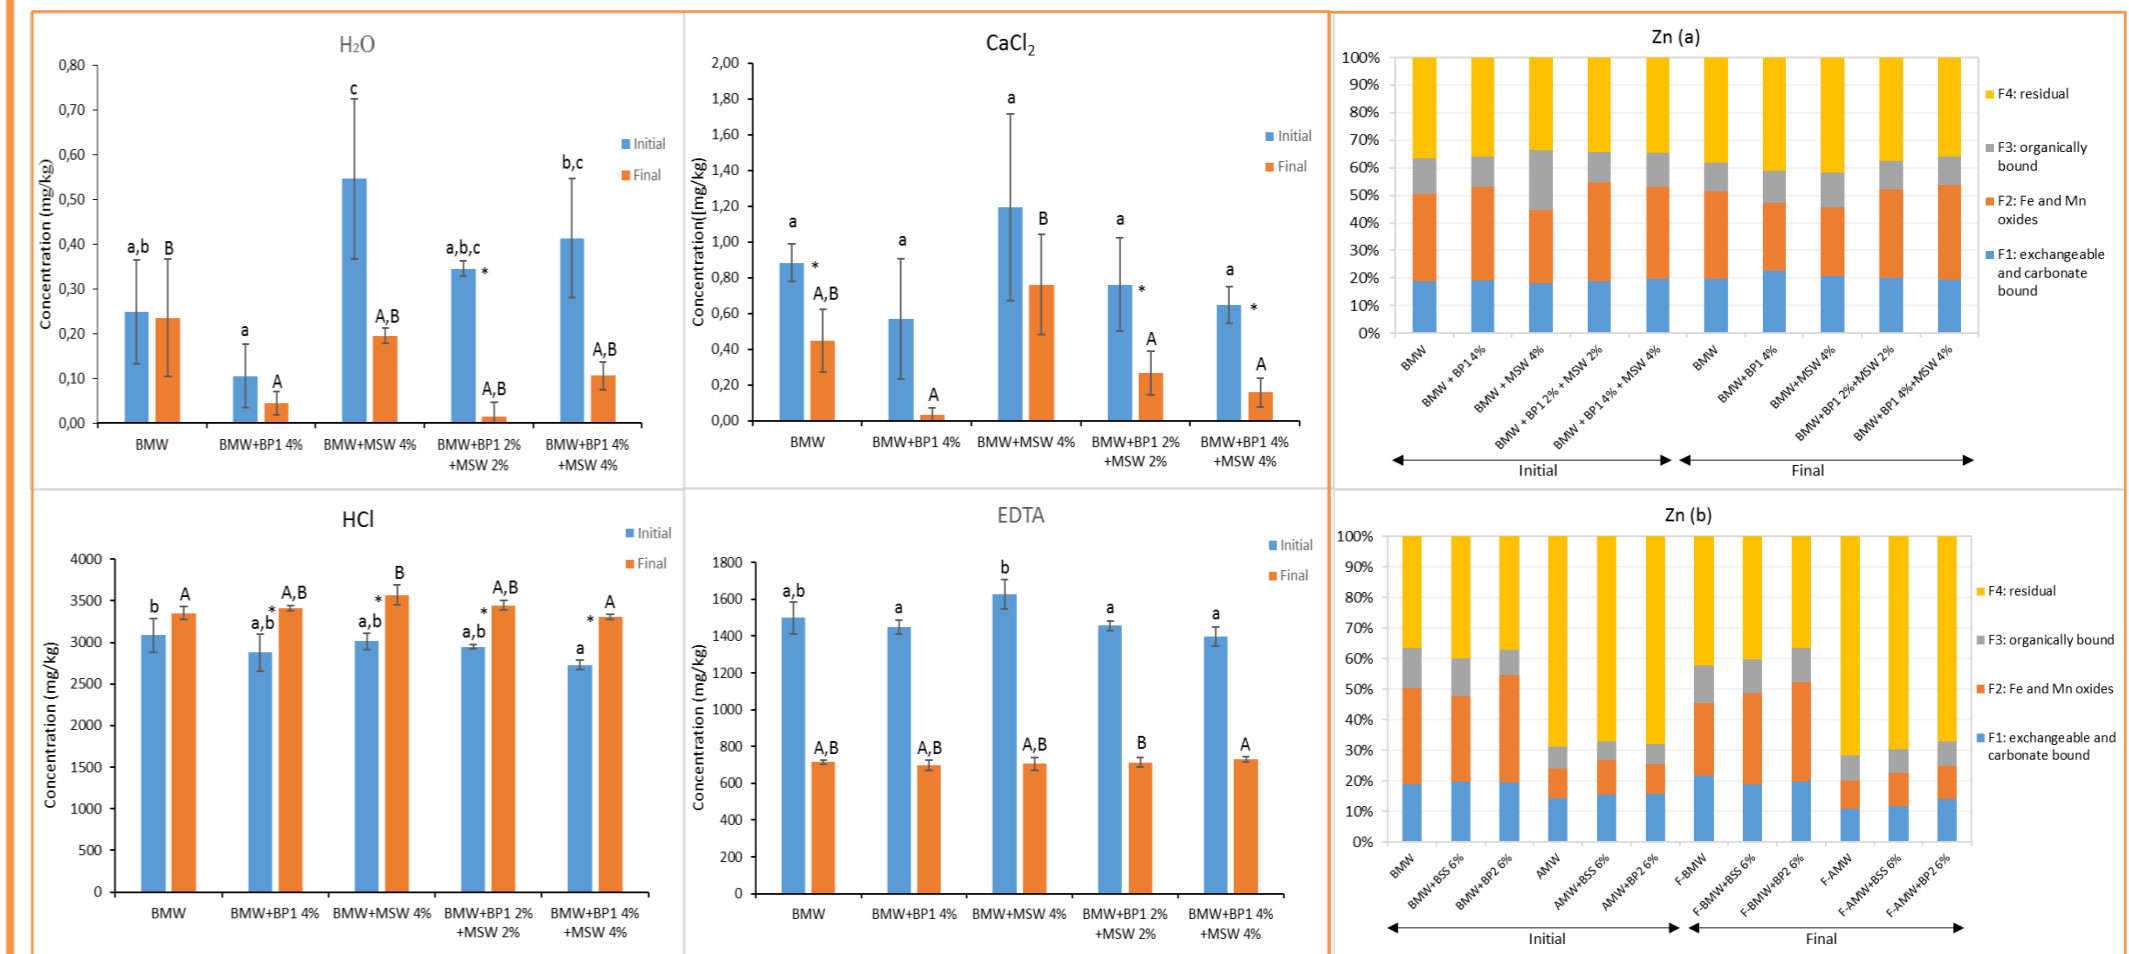 H₂O
0,80
0,70
0,60
0,50
0,40
0,30
0,20
0,10
0,00
Concentration (mg/kg)
a,b
B
a
A
c
A,B
a,b,c
*
A,B
b,c
A,B
Initial
Final
BMW
BMW+BP1 4%
BMW+MSW 4%
BMW+BP1 2%
+MSW 2%
BMW+BP1 4%
+MSW 4%
CaCl₂
2,00
1,80
1,60
1,40
1,20
1,00
0,80
0,60
0,40
0,20
0,00
Concentration([mg/kg)
a
*
A,B
a
A
a
B
a
*
A
a
*
A
Initial
Final
BMW
BMW+BP1 4%
BMW+MSW 4%
BMW+BP1 2%
+MSW 2%
BMW+BP1 4%
+MSW 4%
Zn (a)
100%
90%
80%
70%
60%
50%
40%
30%
20%
10%
0%
F4: residual
F3: organically
bound
F2: Fe and Mn
oxides
F1: exchangeable
and carbonate
bound
BMW
BMW + BP1 4%
BMW + MSW 4%
BMW + BP1 2% + MSW 2%
BMW + BP1 4% + MSW 4%
BMW
BMW+BP1 4%
BMW+MSW 4%
BMW+BP1 2%+MSW 2%
BMW+BP1 4%+MSW 4%
Initial
Final
HCl
4000
3500
3000
2500
2000
1500
1000
500
0
Concentration (mg/kg)
b
A
a,b
*
A,B
a,b
*
B
a,b
*
A,B
a
*
A
Initial
Final
BMW
BMW+BP1 4%
BMW+MSW 4%
BMW+BP1 2%
+MSW 2%
BMW+BP1 4%
+MSW 4%
EDTA
1800
1600
1400
1200
1000
800
600
400
200
0
Concentration (mg/kg)
a,b
A,B
a
A,B
b
A,B
a
B
a
A
Initial
Final
BMW
BMW+BP1 4%
BMW+MSW 4%
BMW+BP1 2%
+MSW 2%
BMW+BP1 4%
+MSW 4%
Zn (b)
100%
90%
80%
70%
60%
50%
40%
30%
20%
10%
0%
F4: residual
F3: organically bound
F2: Fe and Mn oxides
F1: exchangeable and
carbonate bound
BMW
BMW+BSS 6%
BMW+BP2 6%
AMW
AMW+BSS 6%
AMW+BP2 6%
F-BMW
F-BMW+BSS 6%
F-BMW+BP2 6%
F-AMW
F-AMW+BSS 6%
F-AMW+BP2 6%
Initial
Final